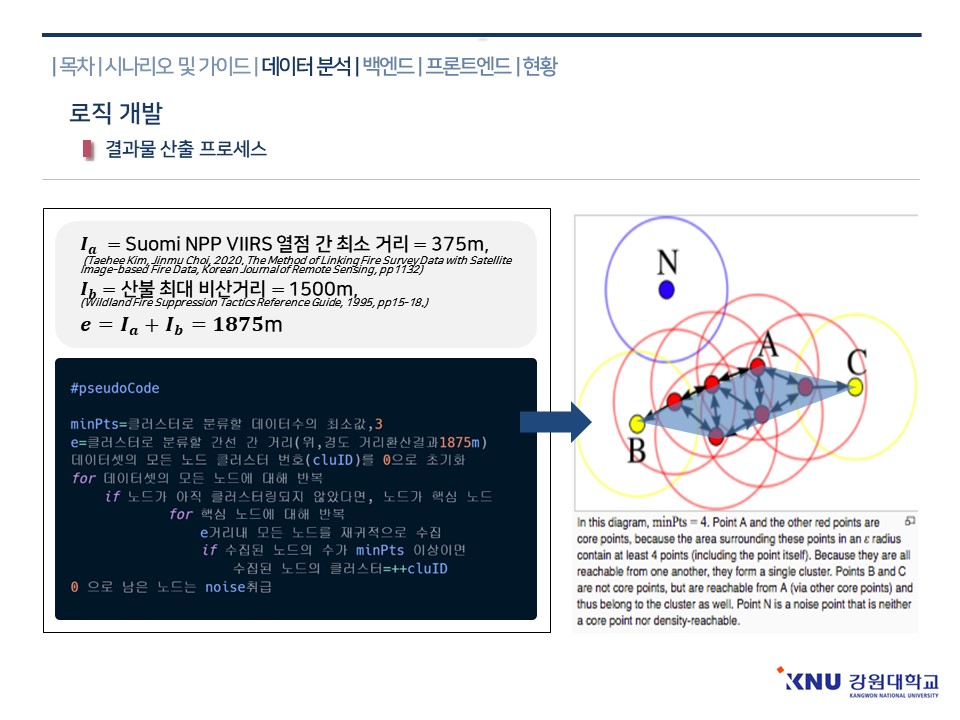 | 목차 | 시나리오 및 가이드 | 데이터 분석 | 백엔드 | 프론트엔드 | 현황
로직 개발
결과물 산출 프로세스
Iₐ = Suomi NPP VIIRS 열점 간 최소 거리 = 375m,
(Taehee Kim, Jinmu Choi, 2020, The Method of Linking Fire Survey Data with Satellite
Image-based Fire Data, Korean Journal of Remote Sensing, pp1132)
I_b = 산불 최대 비산거리 = 1500m,
(Wildland Fire Suppression Tactics Reference Guide, 1995, pp15-18,)
e = Iₐ + I_b = 1875m
#pseudoCode
minPts=클러스터로 분류할 데이터수의 최소값,3
e=클러스터로 분류할 간선 간 거리(위,경도 거리환산결과1875m)
데이터셋의 모든 노드 클러스터 번호(cluID)를 0으로 초기화
for 데이터셋의 모든 노드에 대해 반복
if 노드가 아직 클러스터링되지 않았다면, 노드가 핵심 노드
for 핵심 노드에 대해 반복
e거리내 모든 노드를 재귀적으로 수집
if 수집된 노드의 수가 minPts 이상이면
수집된 노드의 클러스터=++cluID
0 으로 남은 노드는 noise취급
N
A
C
B
In this diagram, minPts = 4. Point A and the other red points are
core points, because the area surrounding these points in an ε radius
contain at least 4 points (including the point itself). Because they are all
reachable from one another, they form a single cluster. Points B and C
are not core points, but are reachable from A (via other core points) and
thus belong to the cluster as well. Point N is a noise point that is neither
a core point nor density-reachable.
KNU 강원대학교
KANGWON NATIONAL UNIVERSITY